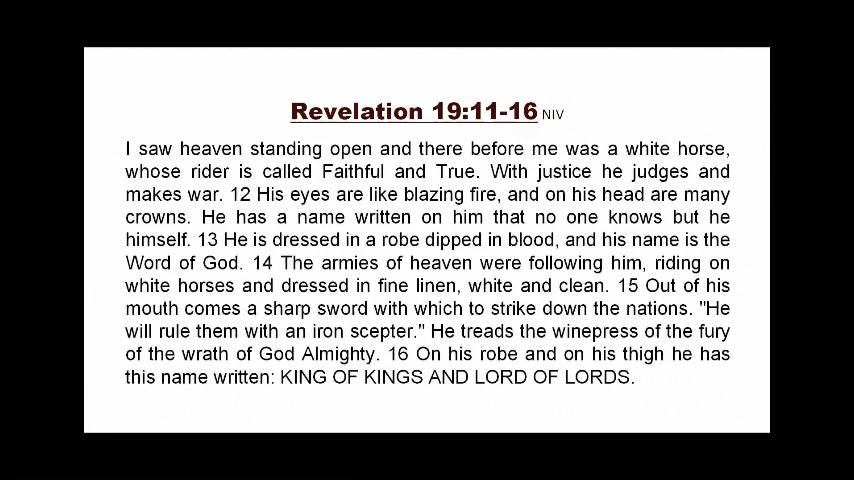 Revelation 19:11-16 NIV
I saw heaven standing open and there before me was a white horse,
whose rider is called Faithful and True. With justice he judges and
makes war. 12 His eyes are like blazing fire, and on his head are many
crowns. He has a name written on him that no one knows but he
himself. 13 He is dressed in a robe dipped in blood, and his name is the
Word of God. 14 The armies of heaven were following him, riding on
white horses and dressed in fine linen, white and clean. 15 Out of his
mouth comes a sharp sword with which to strike down the nations. "He
will rule them with an iron scepter." He treads the winepress of the fury
of the wrath of God Almighty. 16 On his robe and on his thigh he has
this name written: KING OF KINGS AND LORD OF LORDS.